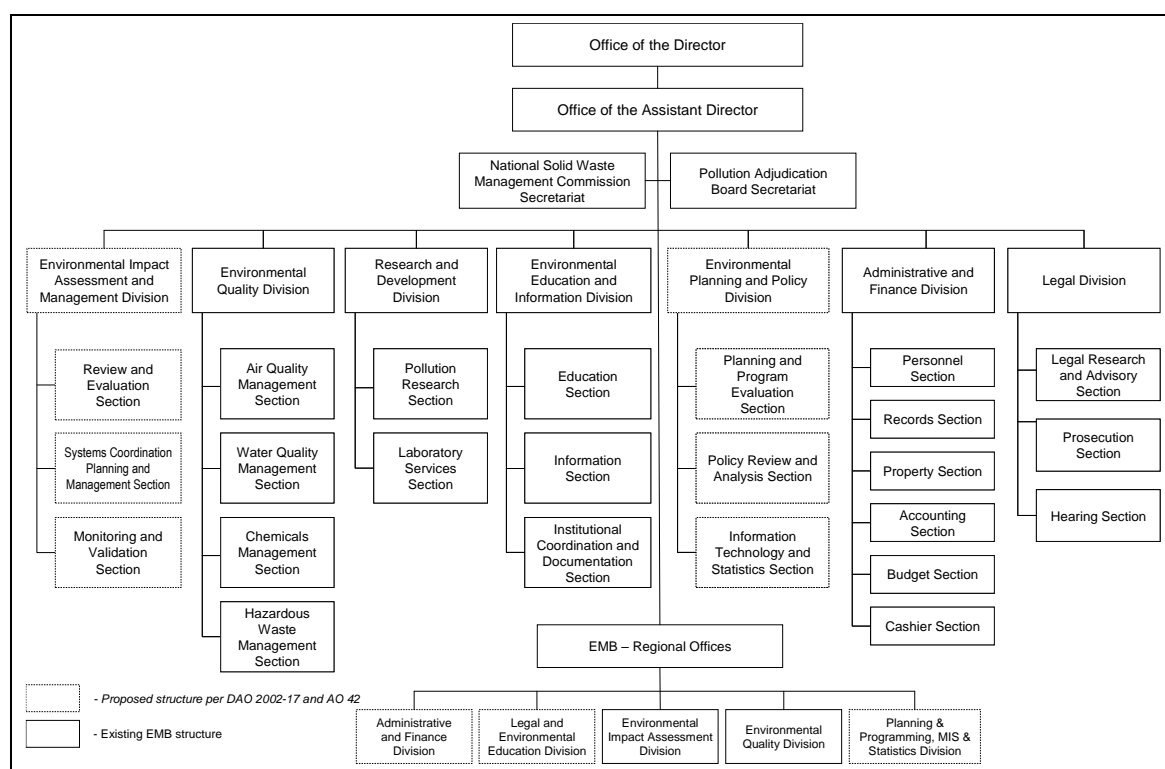 Office of the Director
Office of the Assistant Director
National Solid Waste
Management Commission
Secretariat
Pollution Adjudication
Board Secretariat
Environmental Impact
Assessment and
Management Division
Environmental
Quality Division
Research and
Development
Division
Environmental
Education and
Information Division
Environmental
Planning and Policy
Division
Administrative and
Finance Division
Legal Division
Review and
Evaluation
Section
Systems Coordination
Planning and
Management Section
Monitoring and
Validation
Section
Air Quality
Management
Section
Water Quality
Management
Section
Chemicals
Management
Section
Hazardous
Waste
Management
Section
Pollution
Research
Section
Laboratory
Services
Section
Education
Section
Information
Section
Institutional
Coordination and
Documentation
Section
Planning and
Program
Evaluation
Section
Policy Review and
Analysis Section
Information
Technology and
Statistics Section
Personnel
Section
Records Section
Property Section
Accounting
Section
Budget Section
Cashier Section
Legal Research
and Advisory
Section
Prosecution
Section
Hearing Section
EMB – Regional Offices
Administrative
and Finance
Division
Legal and
Environmental
Education Division
Environmental
Impact Assessment
Division
Environmental
Quality Division
Planning &
Programming, MIS &
Statistics Division
- Proposed structure per DAO 2002-17 and AO 42
- Existing EMB structure